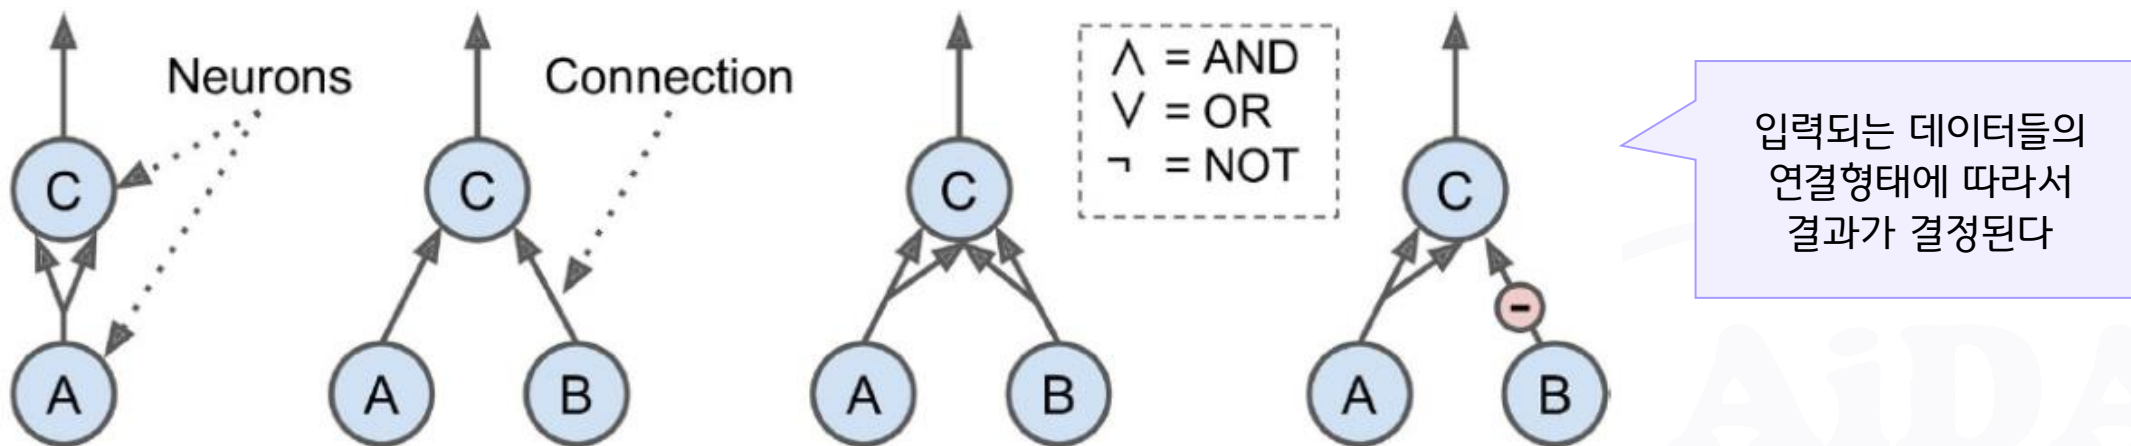 Neurons
Connection
∧ = AND
∨ = OR
¬ = NOT
입력되는 데이터들의
연결형태에 따라서
결과가 결정된다
C
C
C
C
-
A
A
B
A
B
A
B
AiDA